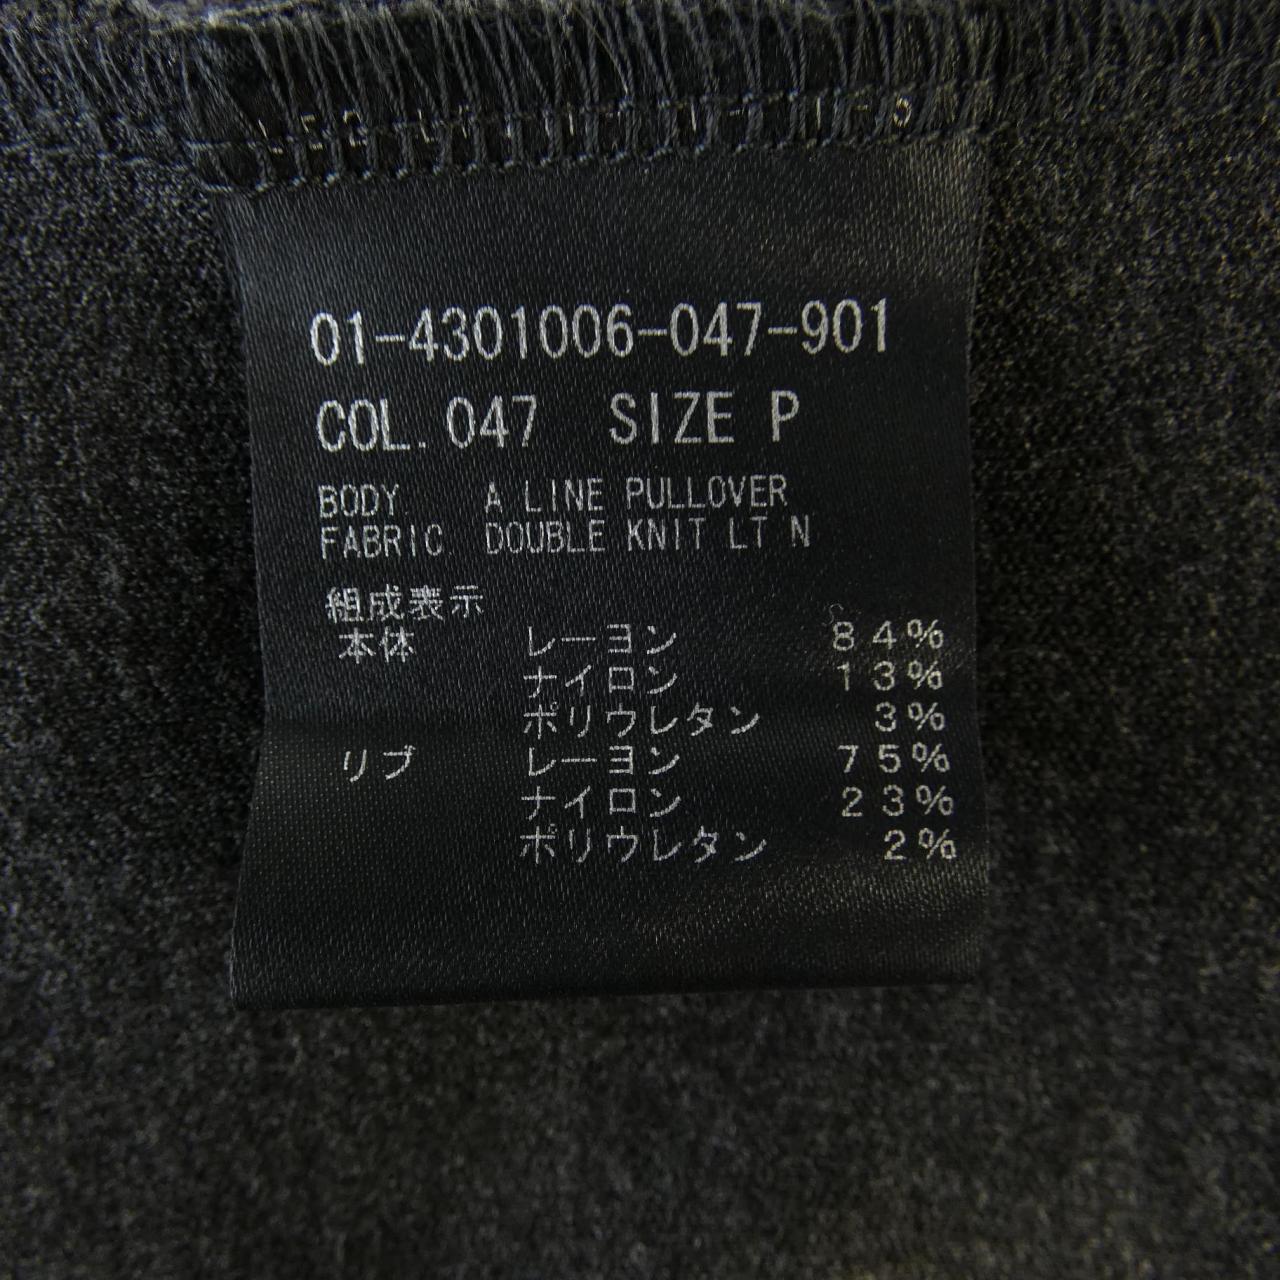 01-4301006-047-901
COL. 047 SIZE P
BODY A LINE PULLOVER
FABRIC DOUBLE KNIT LT N
組成表示
本体 レーヨン 84%
ナイロン 13%
ポリウレタン 3%
リブ レーヨン 75%
ナイロン 23%
ポリウレタン 2%